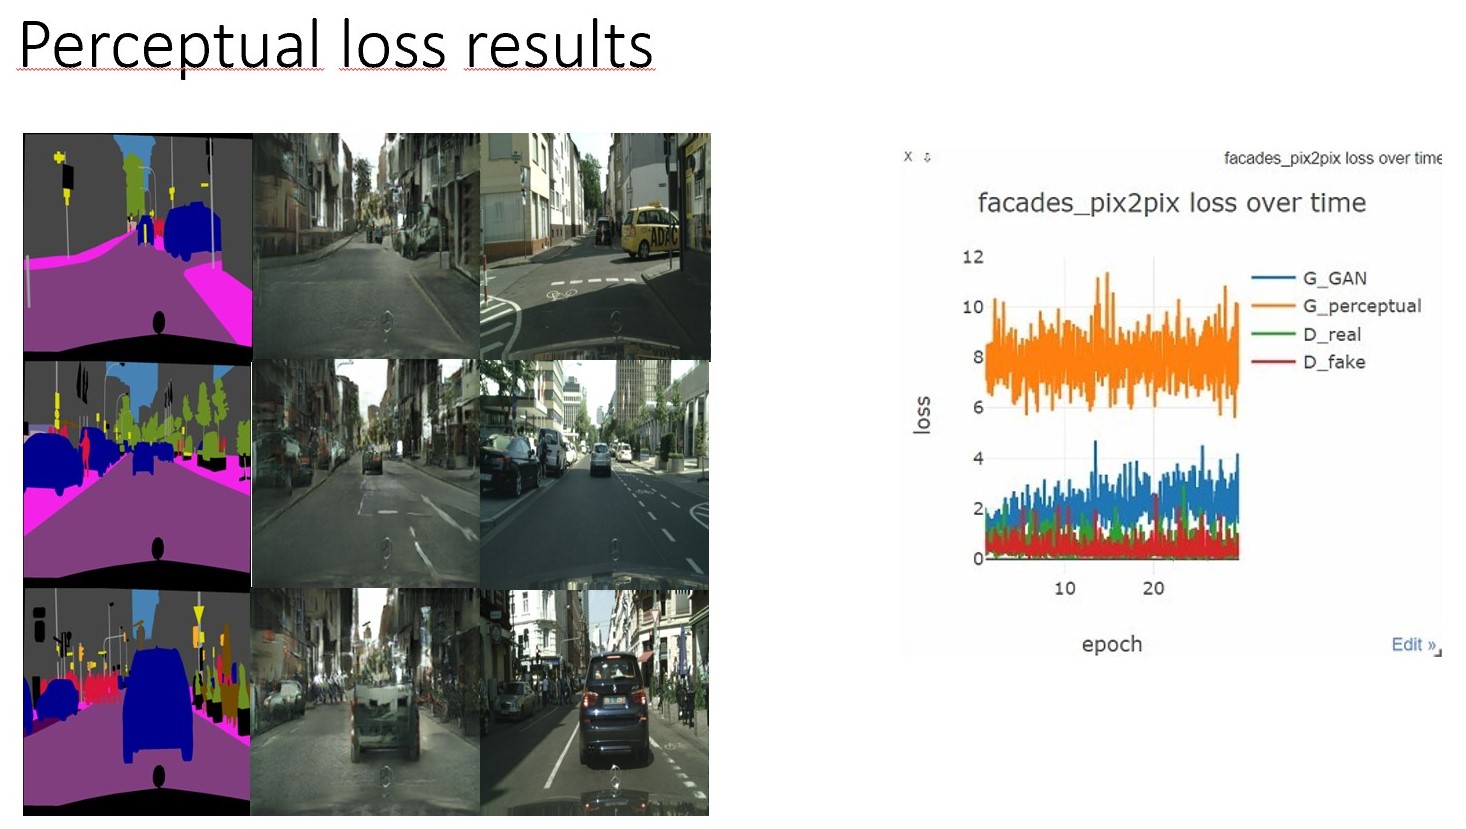 Perceptual loss results
ADAC
X
facades_pix2pix loss over time
facades_pix2pix loss over time
12
10
8
6
4
2
0
loss
10
20
epoch
G_GAN
G_perceptual
D_real
D_fake
Edit »